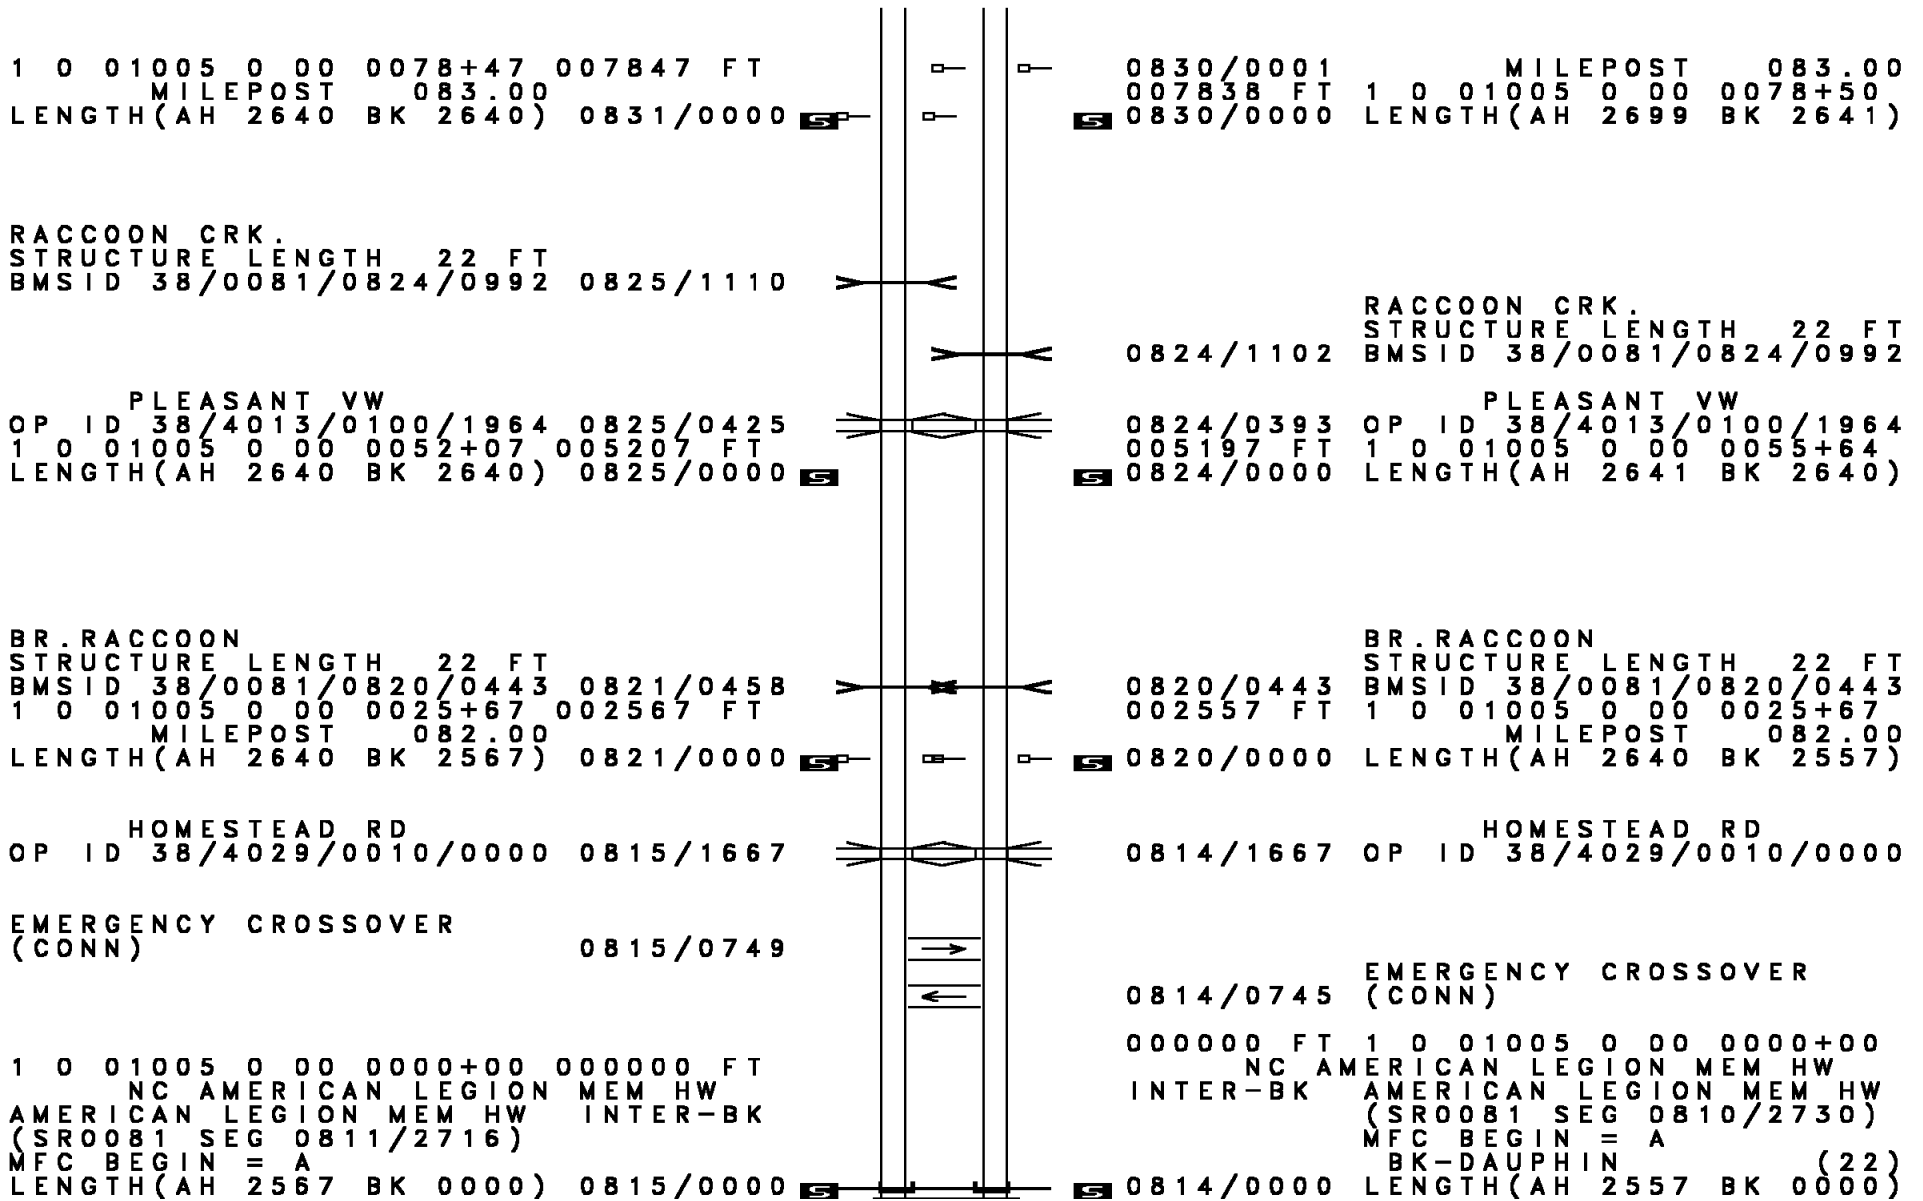 1 0 01005 0 00 0078+47 007847 FT
MILEPOST 083.00
LENGTH(AH 2640 BK 2640) 0831/0000 S
0830/0001 MILEPOST 083.00
007838 FT 1 0 01005 0 00 0078+50
S 0830/0000 LENGTH(AH 2699 BK 2641)
RACCOON CRK.
STRUCTURE LENGTH 22 FT
BMSID 38/0081/0824/0992 0825/1110
RACCOON CRK.
STRUCTURE LENGTH 22 FT
0824/1102 BMSID 38/0081/0824/0992
PLEASANT VW
OP ID 38/4013/0100/1964 0825/0425
1 0 01005 0 00 0052+07 005207 FT
LENGTH(AH 2640 BK 2640) 0825/0000 S
PLEASANT VW
0824/0393 OP ID 38/4013/0100/1964
005197 FT 1 0 01005 0 00 0055+64
S 0824/0000 LENGTH(AH 2641 BK 2640)
BR.RACCOON
STRUCTURE LENGTH 22 FT
BMSID 38/0081/0820/0443 0821/0458
1 0 01005 0 00 0025+67 002567 FT
MILEPOST 082.00
LENGTH(AH 2640 BK 2567) 0821/0000 S
BR.RACCOON
STRUCTURE LENGTH 22 FT
0820/0443 BMSID 38/0081/0820/0443
002557 FT 1 0 01005 0 00 0025+67
MILEPOST 082.00
S 0820/0000 LENGTH(AH 2640 BK 2557)
HOMESTEAD RD
OP ID 38/4029/0010/0000 0815/1667
HOMESTEAD RD
0814/1667 OP ID 38/4029/0010/0000
EMERGENCY CROSSOVER
(CONN) 0815/0749
EMERGENCY CROSSOVER
0814/0745 (CONN)
1 0 01005 0 00 0000+00 000000 FT
NC AMERICAN LEGION MEM HW
AMERICAN LEGION MEM HW INTER-BK
(SR0081 SEG 0811/2716)
MFC BEGIN = A
LENGTH(AH 2567 BK 0000) 0815/0000 S
000000 FT 1 0 01005 0 00 0000+00
NC AMERICAN LEGION MEM HW
INTER-BK AMERICAN LEGION MEM HW
(SR0081 SEG 0810/2730)
MFC BEGIN = A
BK-DAUPHIN (22)
S 0814/0000 LENGTH(AH 2557 BK 0000)